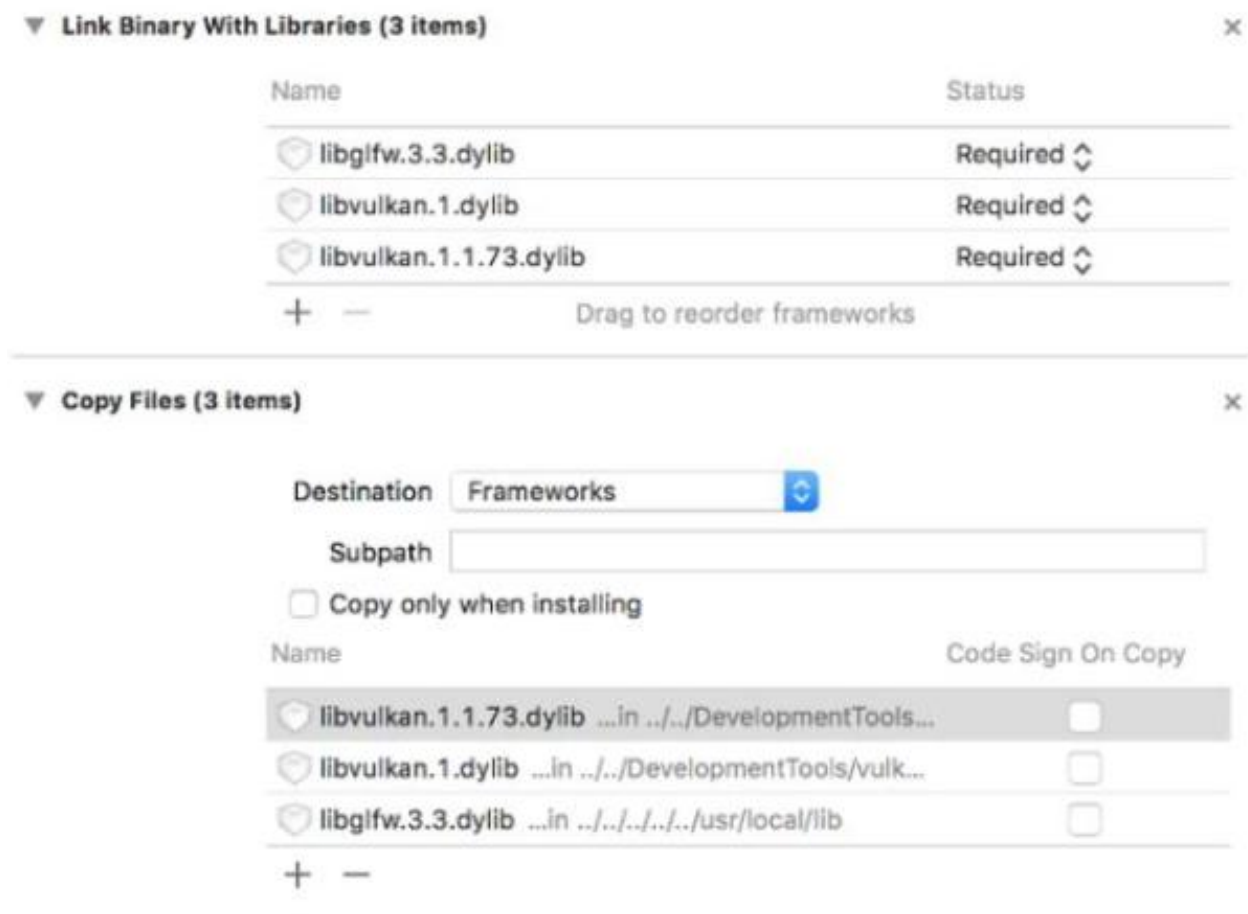 Link Binary With Libraries (3 items)
Name Status
libglfw.3.3.dylib Required
libvulkan.1.dylib Required
libvulkan.1.1.73.dylib Required
Drag to reorder frameworks
Copy Files (3 items)
Destination Frameworks
Subpath
Copy only when installing
Name Code Sign On Copy
libvulkan.1.1.73.dylib ...in ../../DevelopmentTools...
libvulkan.1.dylib ...in ../../DevelopmentTools/vulk...
libglfw.3.3.dylib ...in ../../../../../usr/local/lib